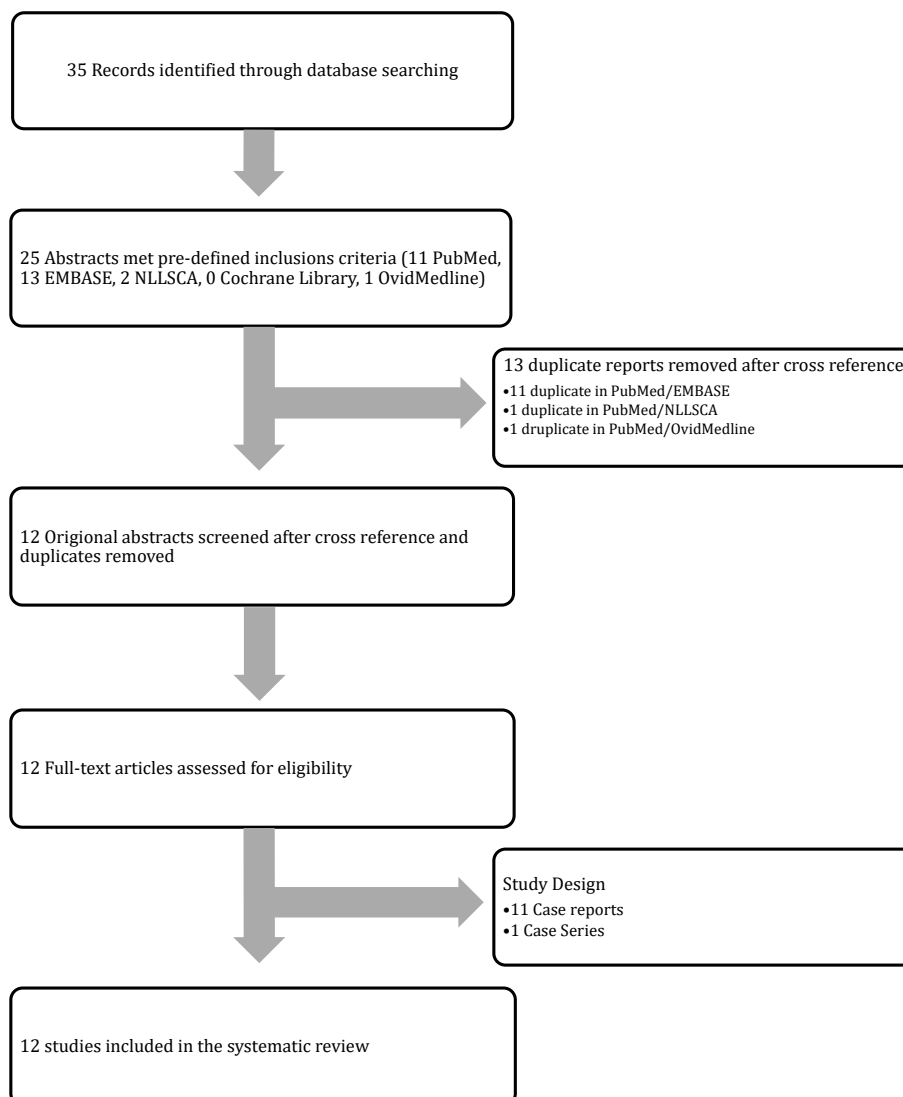 35 Records identified through database searching
25 Abstracts met pre-defined inclusions criteria (11 PubMed,
13 EMBASE, 2 NLLSCA, 0 Cochrane Library, 1 OvidMedline)
13 duplicate reports removed after cross reference
•11 duplicate in PubMed/EMBASE
•1 duplicate in PubMed/NLLSCA
•1 druplicate in PubMed/OvidMedline
12 Origional abstracts screened after cross reference and
duplicates removed
12 Full-text articles assessed for eligibility
Study Design
•11 Case reports
•1 Case Series
12 studies included in the systematic review